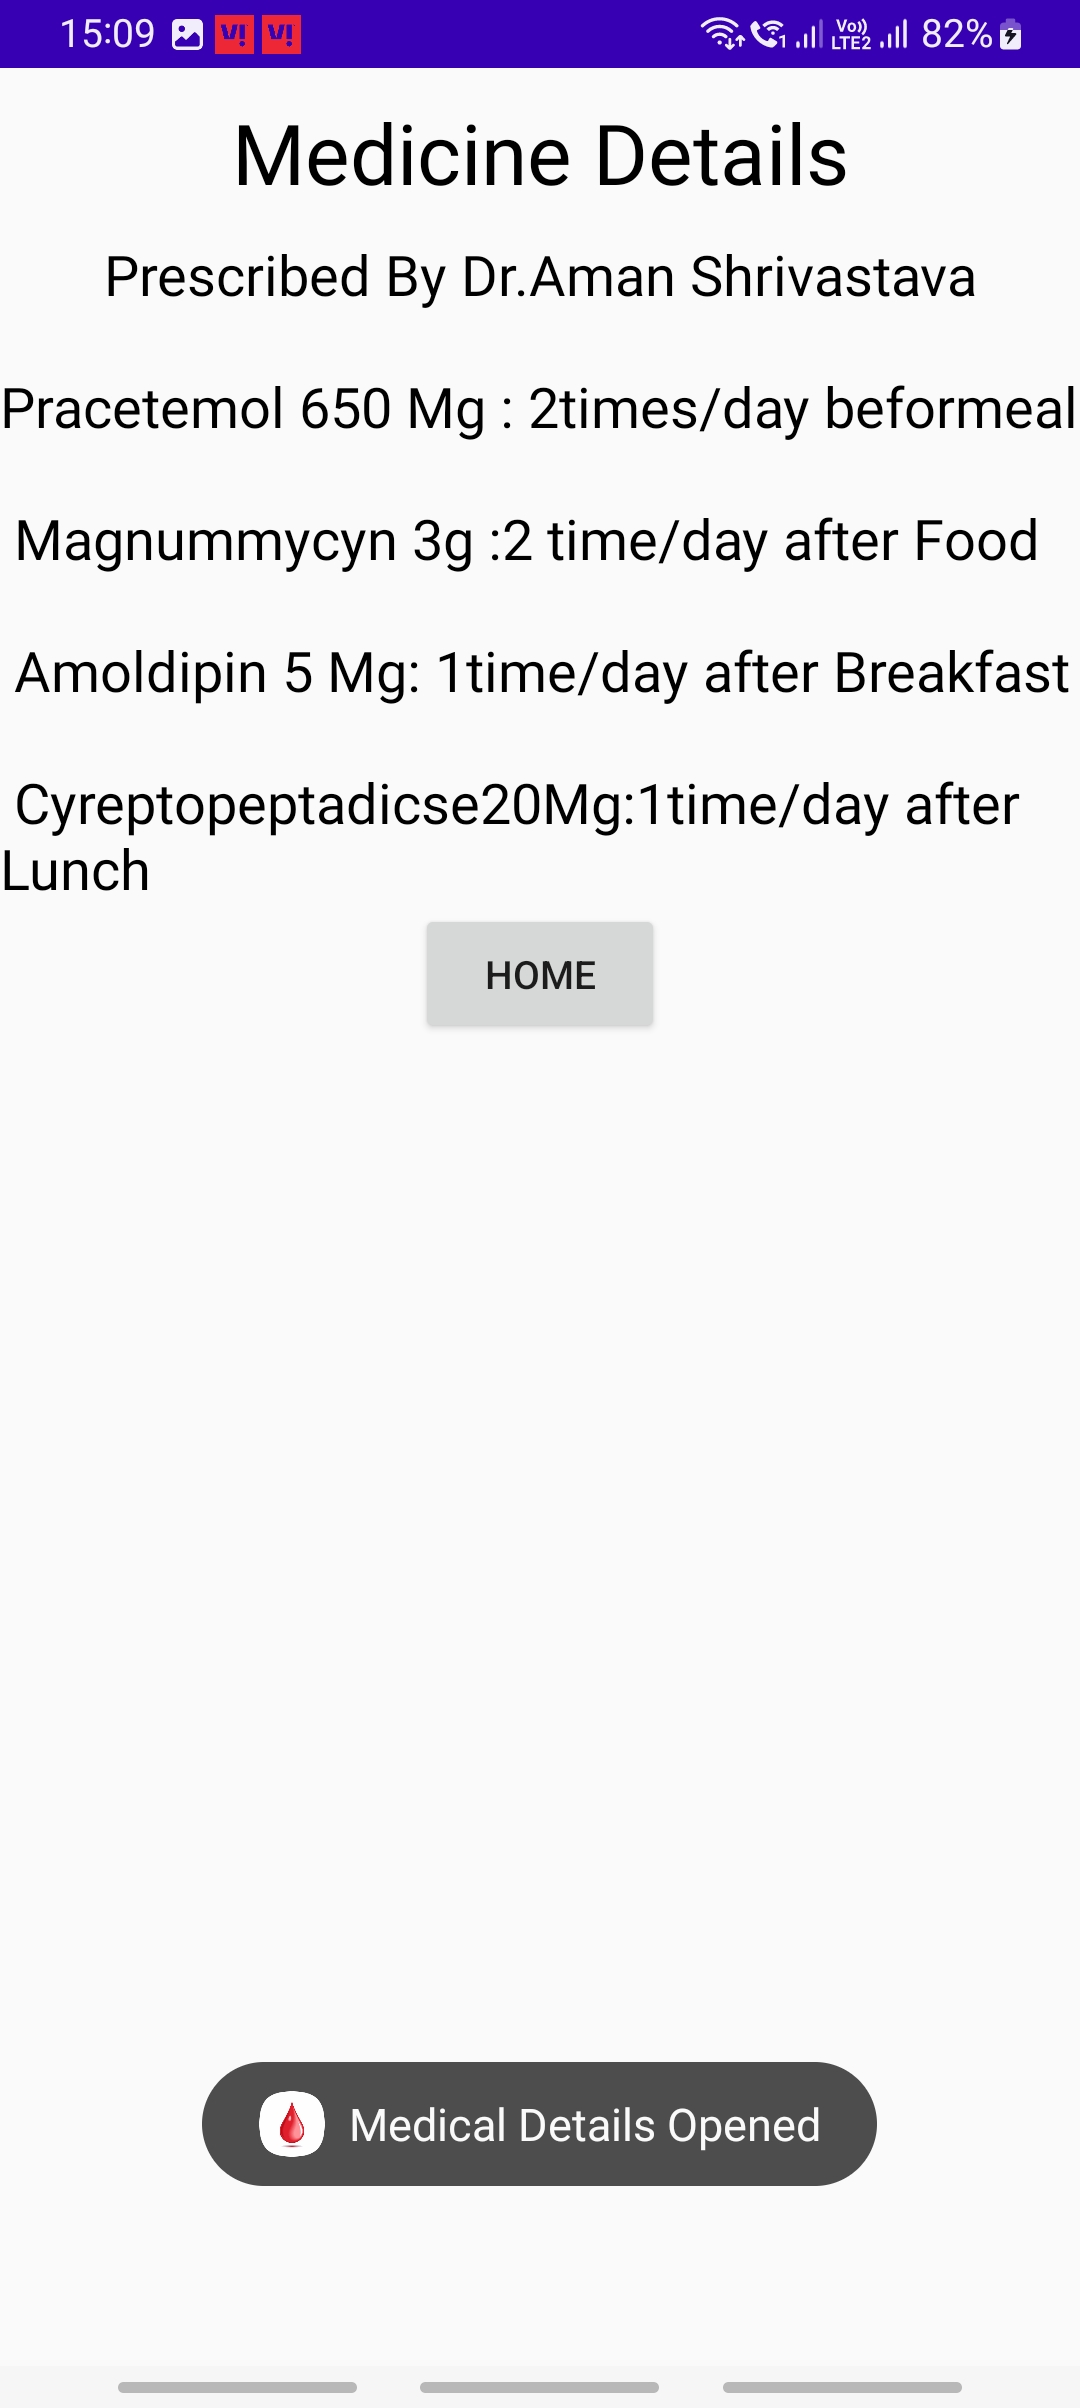 15:09 V! V! 1 Vo)) LTE2 82%
Medicine Details
Prescribed By Dr.Aman Shrivastava
Pracetemol 650 Mg : 2times/day beformeal
Magnummycyn 3g :2 time/day after Food
Amoldipin 5 Mg: 1time/day after Breakfast
Cyreptopeptadicse20Mg:1time/day after
Lunch
HOME
Medical Details Opened